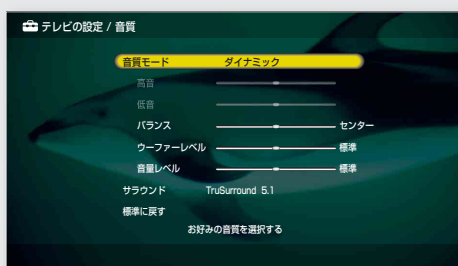 テレビの設定 / 音質
音質モード ダイナミック
高音
低音
バランス センター
ウーファーレベル 標準
音量レベル 標準
サラウンド TruSurround 5.1
標準に戻す
お好みの音質を選択する